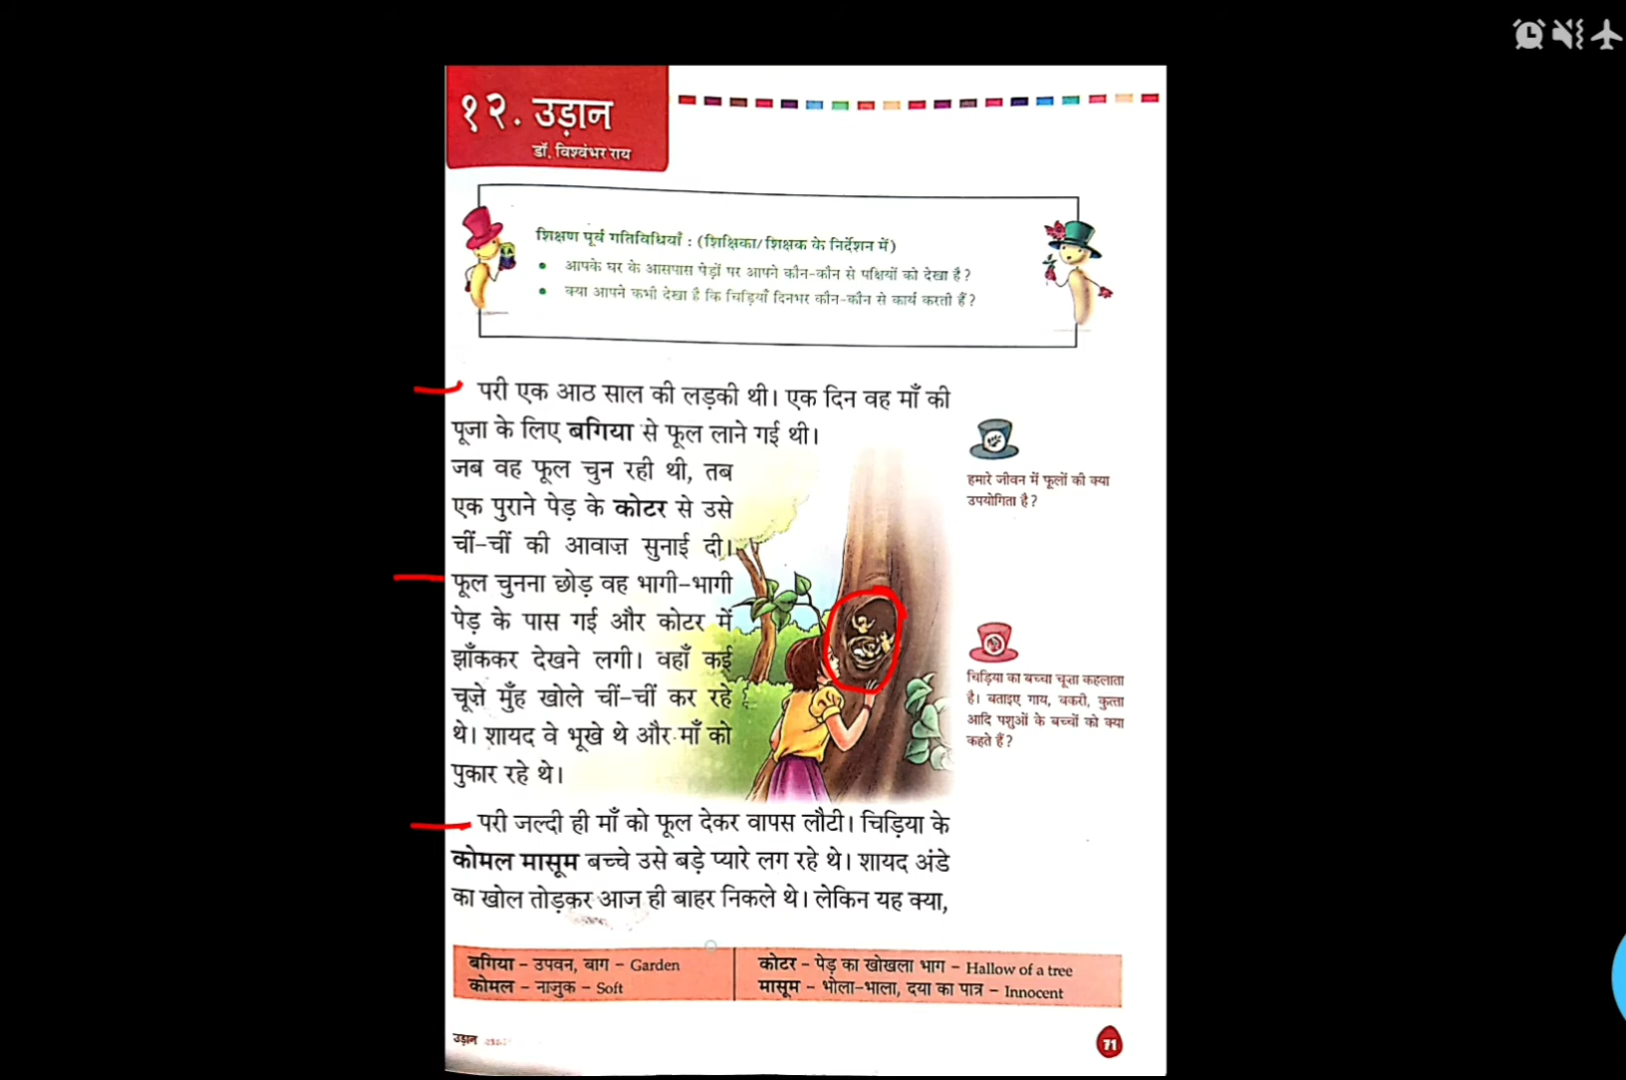 १२. उड़ान
डॉ. विश्वंभर राय
शिक्षण पूर्व गतिविधियाँ : (शिक्षिका/शिक्षक के निर्देशन में)
• आपके घर के आसपास पेड़ों पर आपने कौन-कौन से पक्षियों को देखा है?
• क्या आपने कभी देखा है कि चिड़ियाँ दिनभर कौन-कौन से कार्य करती हैं?
परी एक आठ साल की लड़की थी। एक दिन वह माँ की
पूजा के लिए बगिया से फूल लाने गई थी।
जब वह फूल चुन रही थी, तब
एक पुराने पेड़ के कोटर से उसे
चीं-चीं की आवाज़ सुनाई दी।
फूल चुनना छोड़ वह भागी-भागी
पेड़ के पास गई और कोटर में
झाँककर देखने लगी। वहाँ कई
चूज़े मुँह खोले चीं-चीं कर रहे
थे। शायद वे भूखे थे और माँ को
पुकार रहे थे।
हमारे जीवन में फूलों की क्या
उपयोगिता है?
चिड़िया का बच्चा चूज़ा कहलाता
है। बताइए गाय, बकरी, कुत्ता
आदि पशुओं के बच्चों को क्या
कहते हैं?
परी जल्दी ही माँ को फूल देकर वापस लौटी। चिड़िया के
कोमल मासूम बच्चे उसे बड़े प्यारे लग रहे थे। शायद अंडे
का खोल तोड़कर आज ही बाहर निकले थे। लेकिन यह क्या,
बगिया – उपवन, बाग – Garden
कोमल – नाजुक – Soft
कोटर – पेड़ का खोखला भाग – Hallow of a tree
मासूम – भोला-भाला, दया का पात्र – Innocent
उड़ान
71